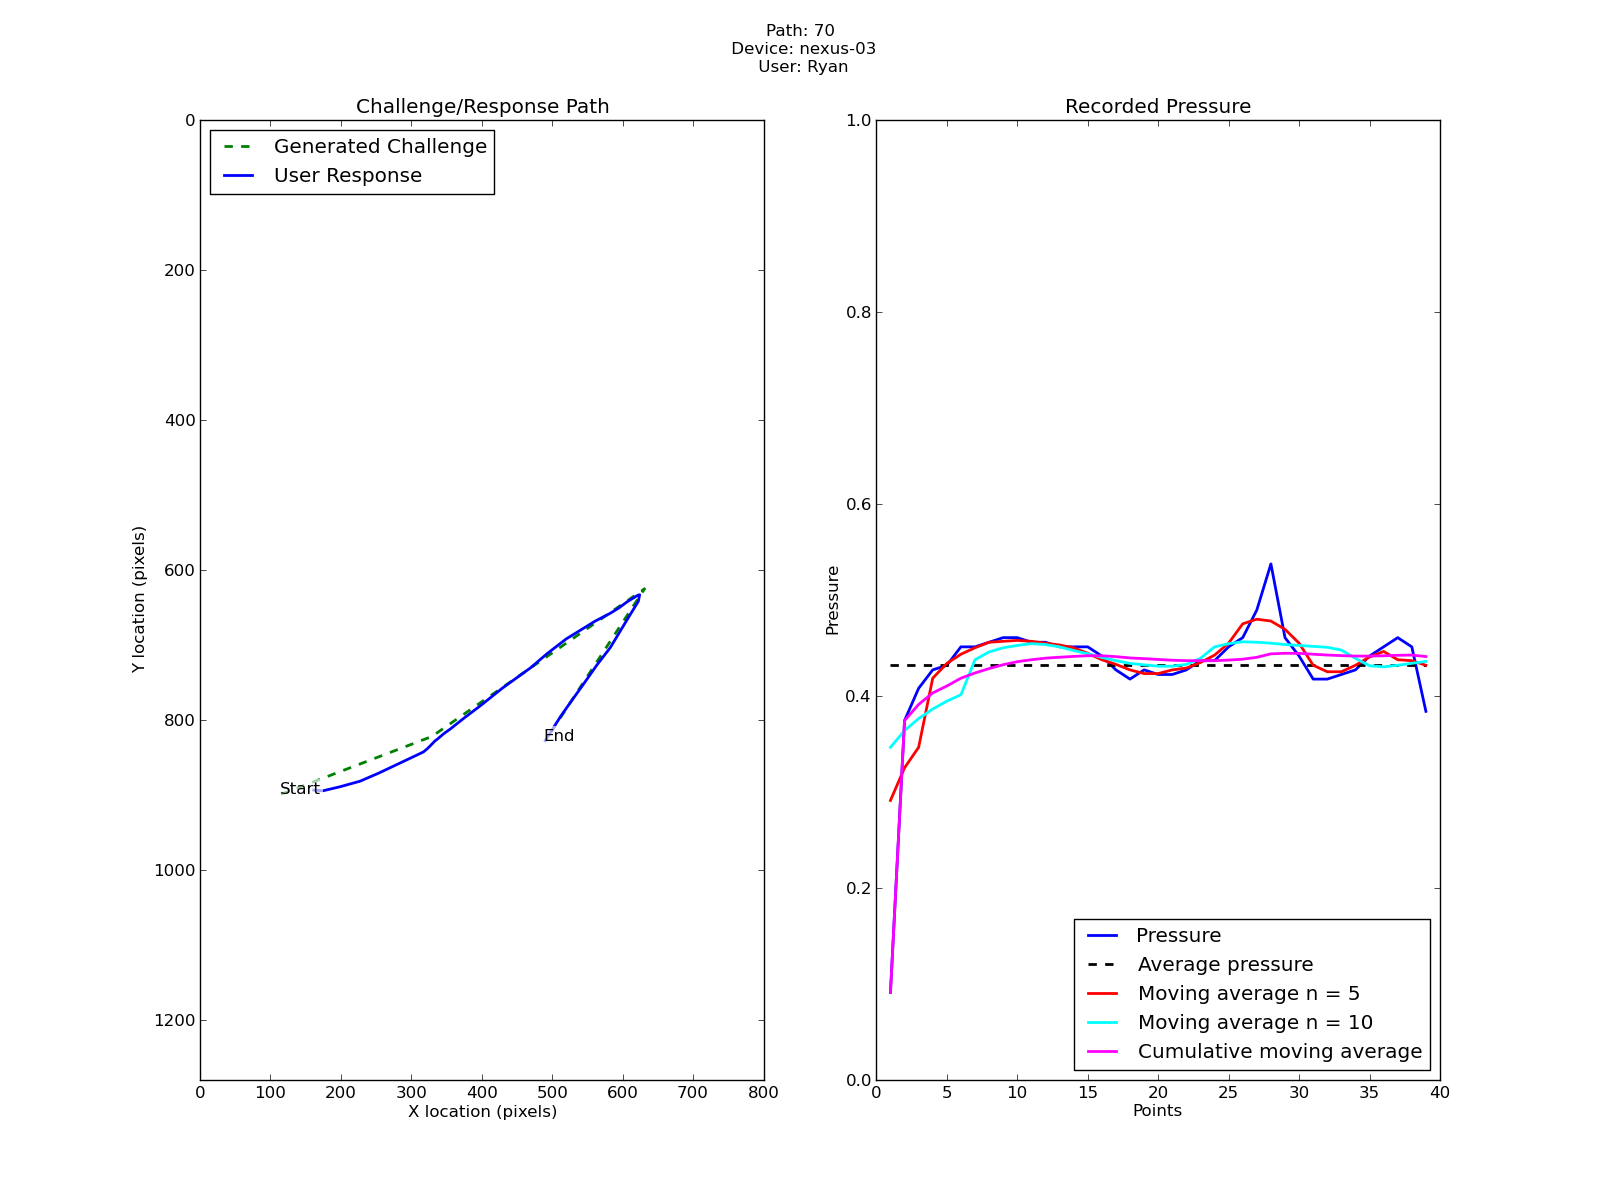 Path: 70
Device: nexus-03
User: Ryan
Challenge/Response Path
Generated Challenge
User Response
0
200
400
600
800
1000
1200
Y location (pixels)
Start
End
0 100 200 300 400 500 600 700 800
X location (pixels)
Recorded Pressure
1.0
0.8
0.6
0.4
0.2
0.0
Pressure
Pressure
Average pressure
Moving average n = 5
Moving average n = 10
Cumulative moving average
0 5 10 15 20 25 30 35 40
Points